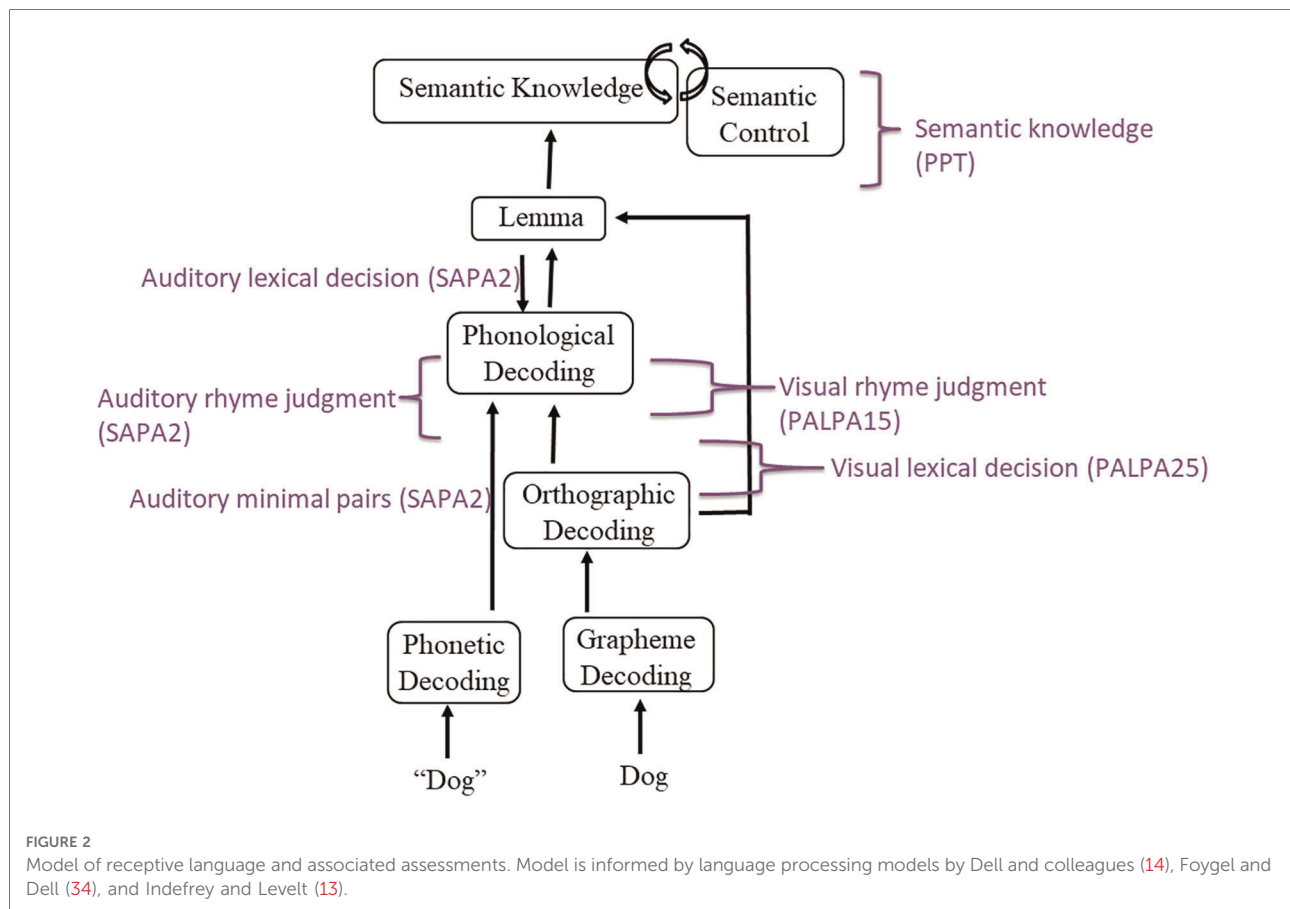 Semantic Knowledge
Semantic
Control
Semantic knowledge
(PPT)
Lemma
Auditory lexical decision (SAPA2)
Phonological
Decoding
Auditory rhyme judgment
(SAPA2)
Visual rhyme judgment
(PALPA15)
Visual lexical decision (PALPA25)
Auditory minimal pairs (SAPA2)
Orthographic
Decoding
Phonetic
Decoding
Grapheme
Decoding
“Dog”
Dog
FIGURE 2
Model of receptive language and associated assessments. Model is informed by language processing models by Dell and colleagues (14), Foygel and
Dell (34), and Indefrey and Levelt (13).